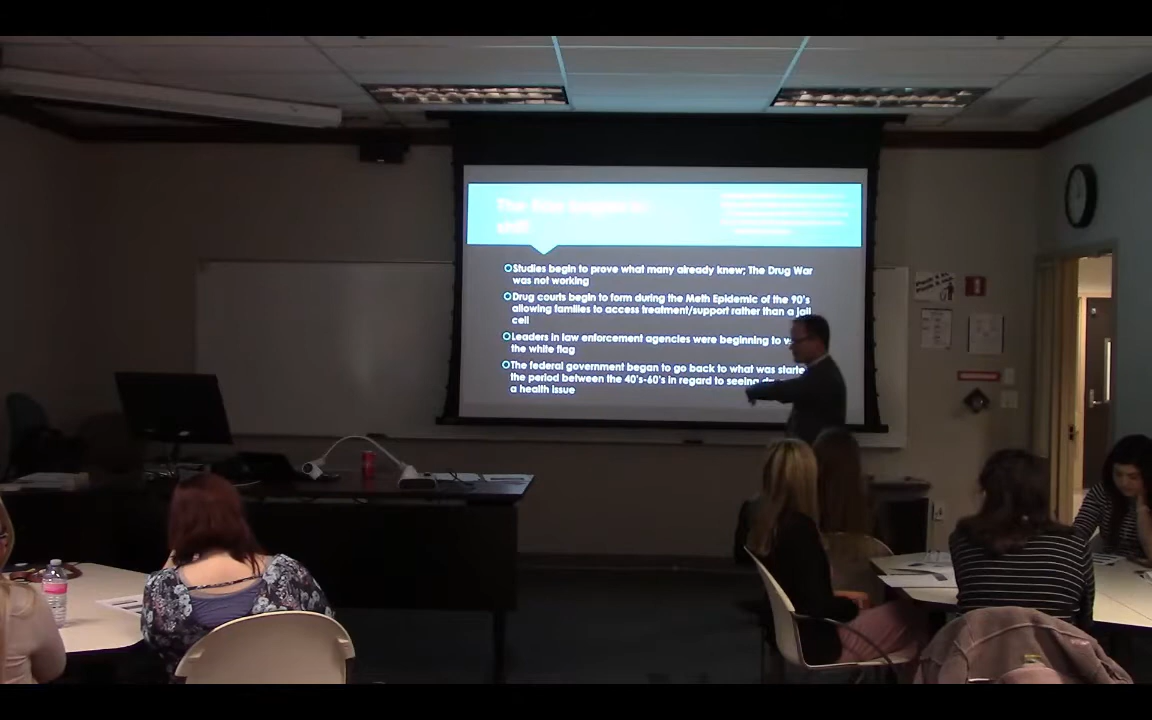 Studies begin to prove what many already knew; The Drug War
was not working
Drug courts begin to form during the Meth Epidemic of the 90's
allowing families to access treatment/support rather than a jail
cell
Leaders in law enforcement agencies were beginning to
the white flag
The federal government began to go back to what was
the period between the 40's-60's in regard to seeing
a health issue